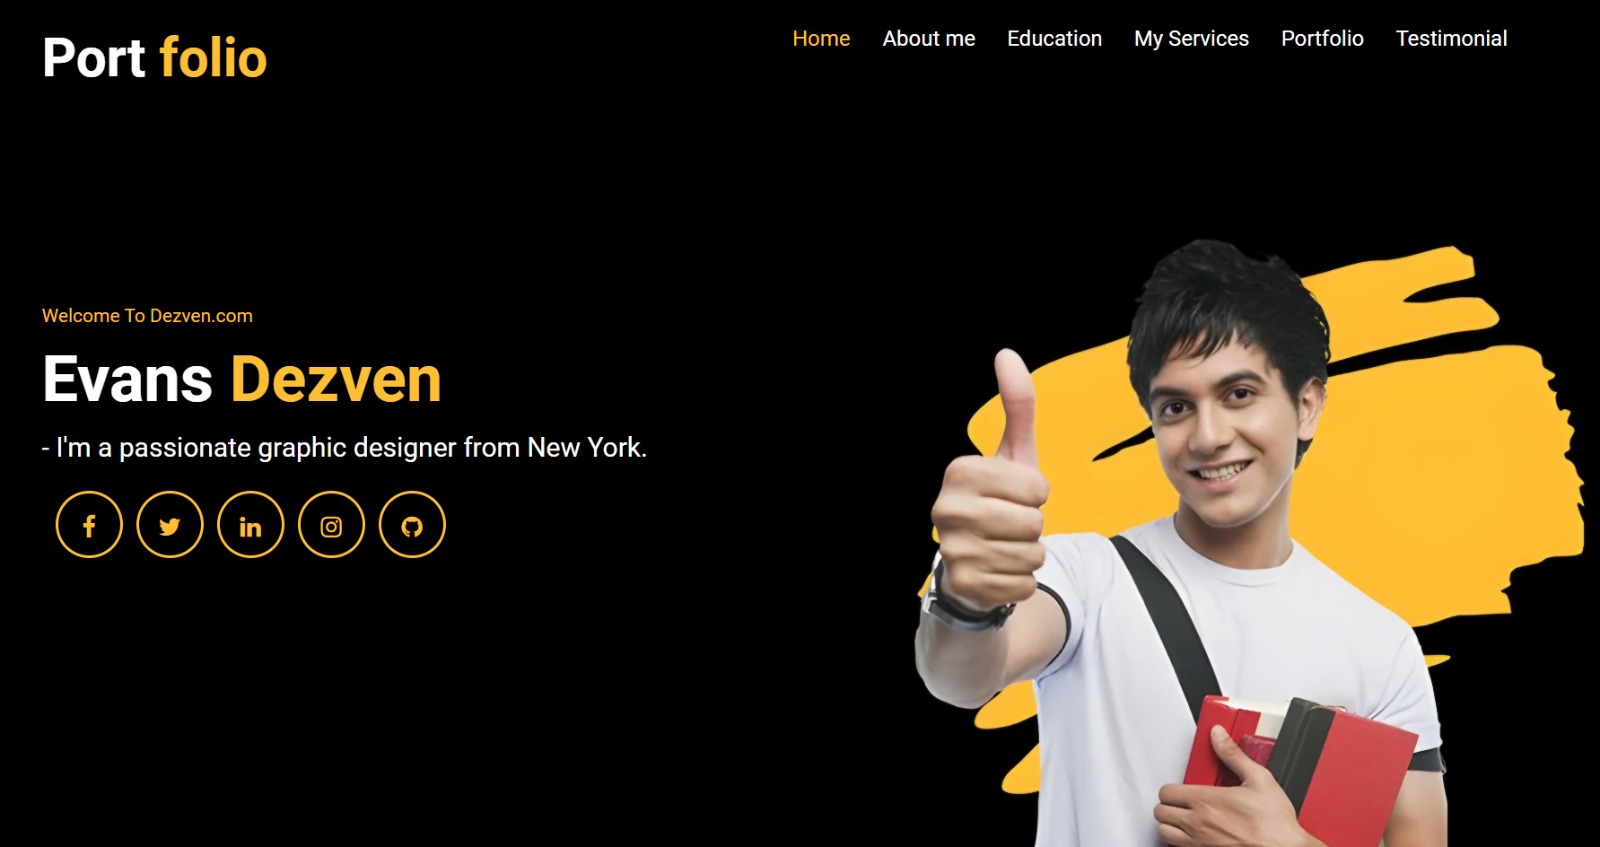 Port folio
Home About me Education My Services Portfolio Testimonial
Welcome To Dezven.com
Evans Dezven
- I'm a passionate graphic designer from New York.